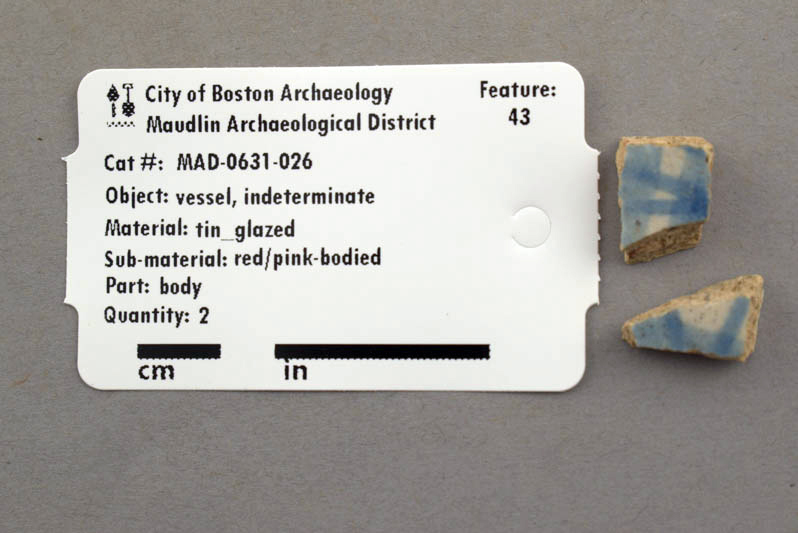 City of Boston Archaeology
Maudlin Archaeological District
Feature:
43
Cat #: MAD-0631-026
Object: vessel, indeterminate
Material: tin_glazed
Sub-material: red/pink-bodied
Part: body
Quantity: 2
cm in